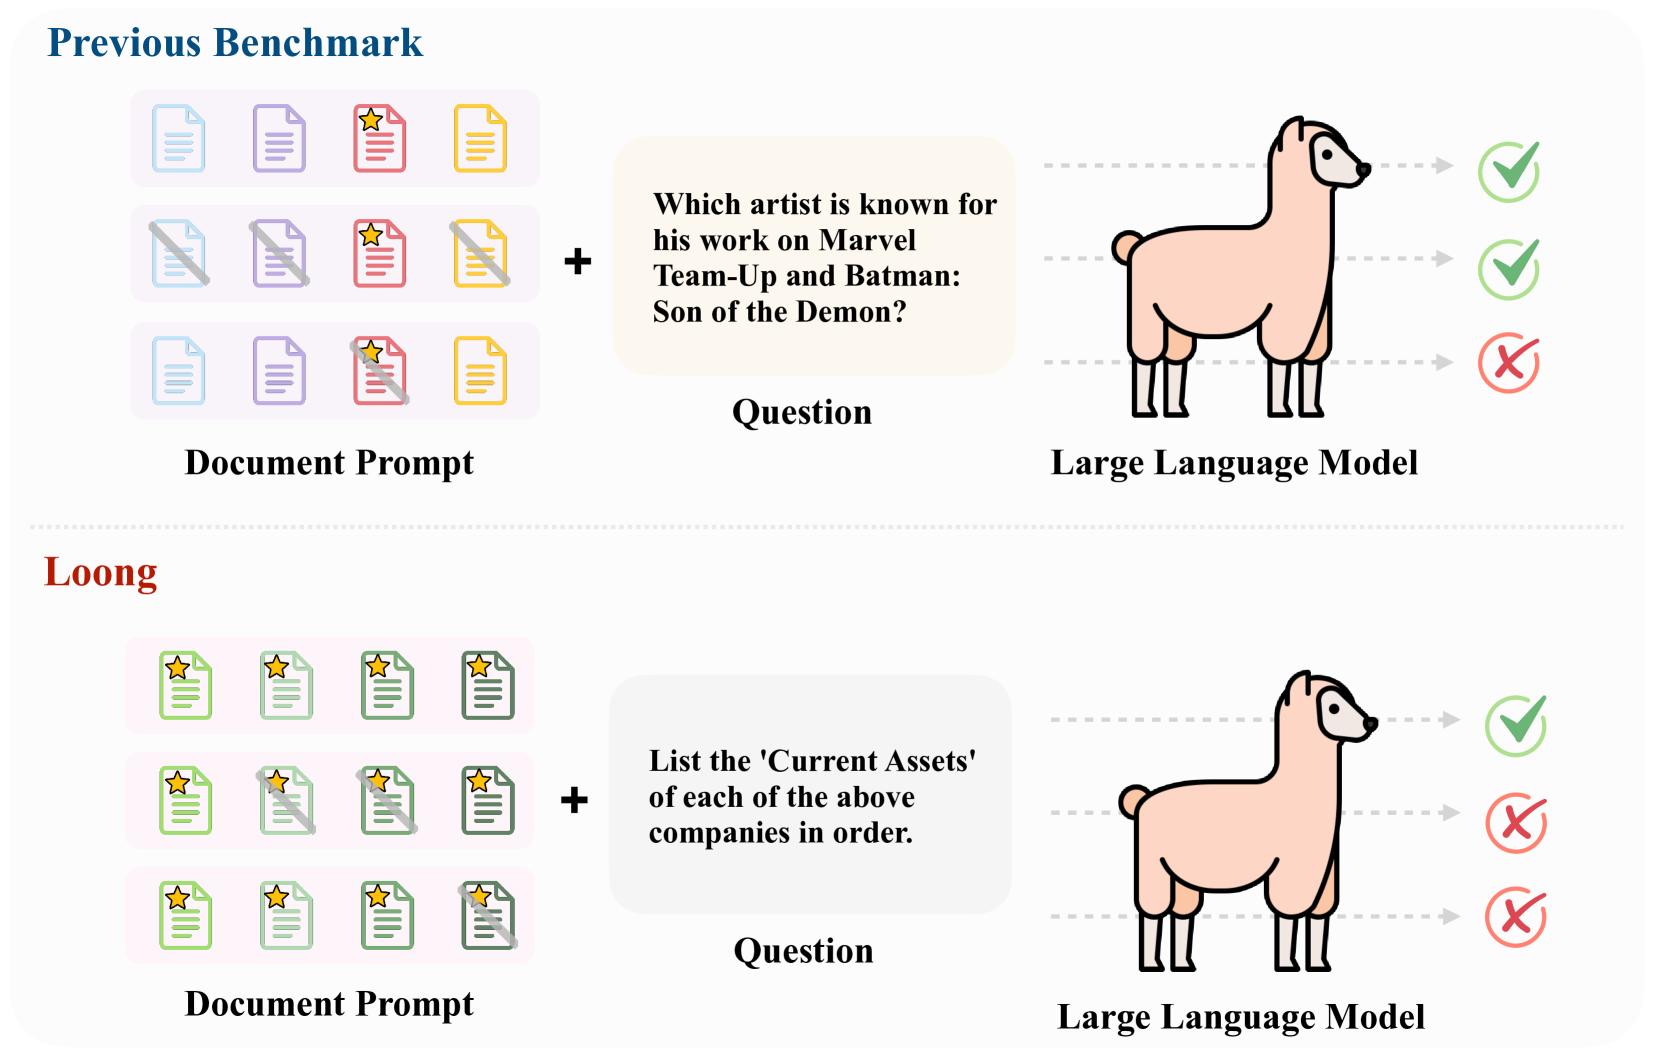 Previous Benchmark
Which artist is known for
his work on Marvel
Team-Up and Batman:
Son of the Demon?
Question
Document Prompt
Large Language Model
Loong
List the 'Current Assets'
of each of the above
companies in order.
Question
Document Prompt
Large Language Model